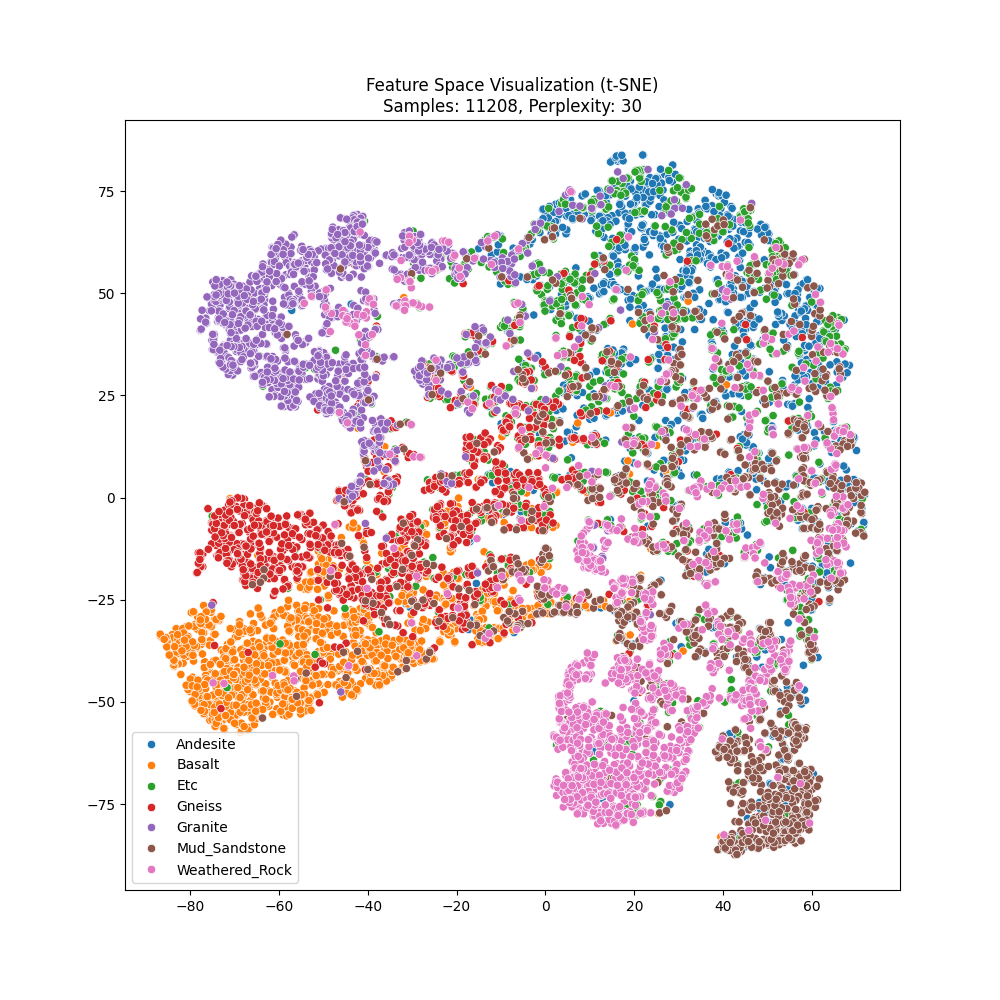 Feature Space Visualization (t-SNE)
Samples: 11208, Perplexity: 30
75
50
25
0
−25
−50
−75
Andesite
Basalt
Etc
Gneiss
Granite
Mud_Sandstone
Weathered_Rock
−80 −60 −40 −20 0 20 40 60